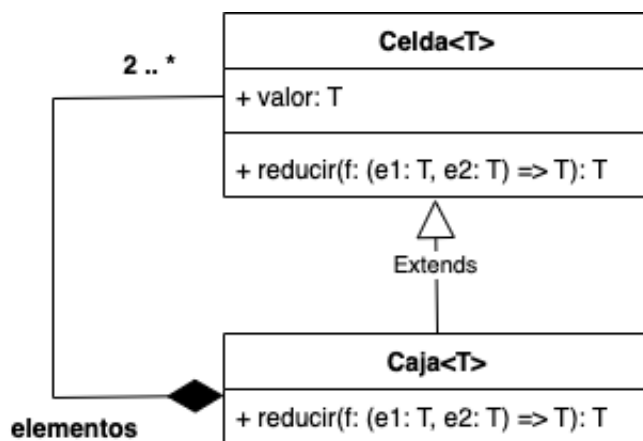 Celda<T>
2 .. *
+ valor: T
+ reducir(f: (e1: T, e2: T) => T): T
Extends
Caja<T>
+ reducir(f: (e1: T, e2: T) => T): T
elementos